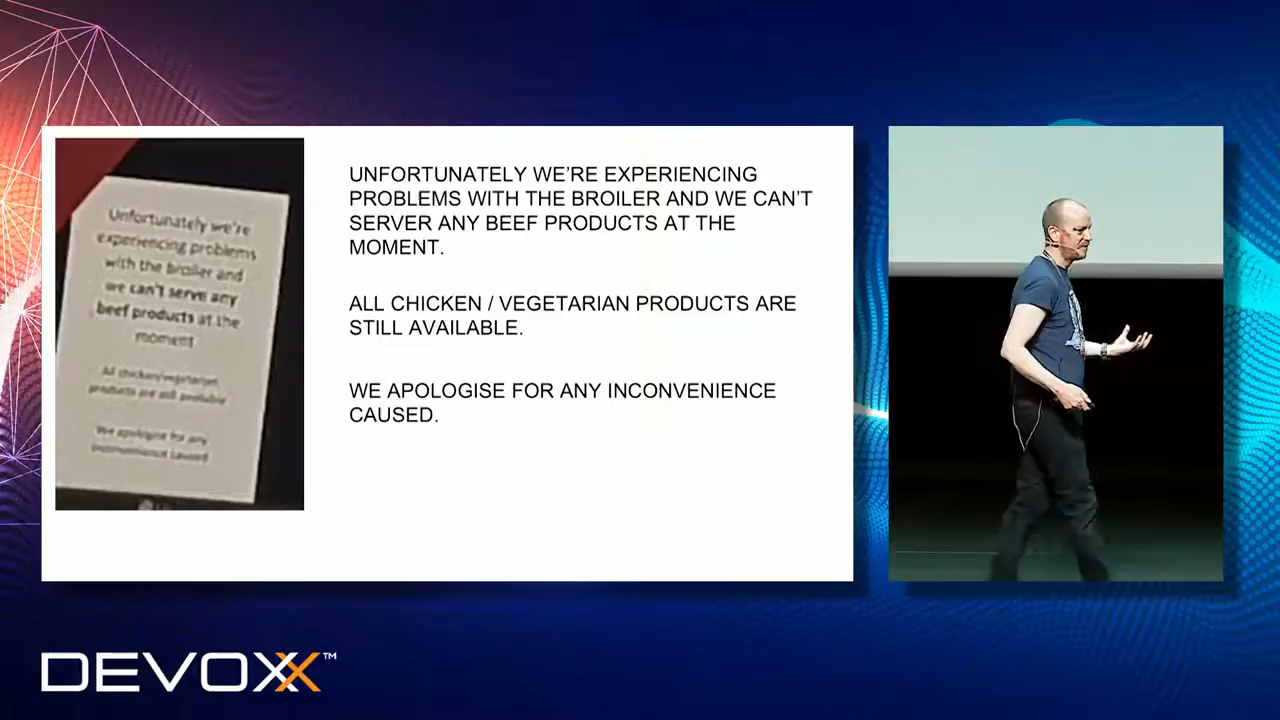 Unfortunately we're
experiencing problems
with the broiler and
we can't serve any
beef products at the
moment
All chicken/vegetarian
products are still available
We apologise for any
inconvenience caused
UNFORTUNATELY WE'RE EXPERIENCING
PROBLEMS WITH THE BROILER AND WE CAN'T
SERVER ANY BEEF PRODUCTS AT THE
MOMENT.
ALL CHICKEN / VEGETARIAN PRODUCTS ARE
STILL AVAILABLE.
WE APOLOGISE FOR ANY INCONVENIENCE
CAUSED.
DEVOXX™